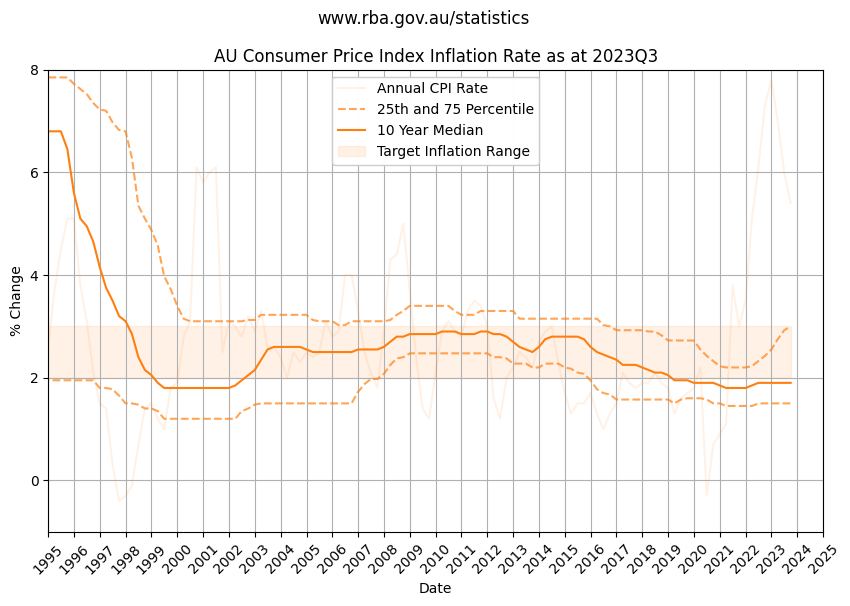 www.rba.gov.au/statistics
AU Consumer Price Index Inflation Rate as at 2023Q3
Annual CPI Rate
25th and 75 Percentile
10 Year Median
Target Inflation Range
% Change
8
6
4
2
0
1995 1996 1997 1998 1999 2000 2001 2002 2003 2004 2005 2006 2007 2008 2009 2010 2011 2012 2013 2014 2015 2016 2017 2018 2019 2020 2021 2022 2023 2024 2025
Date